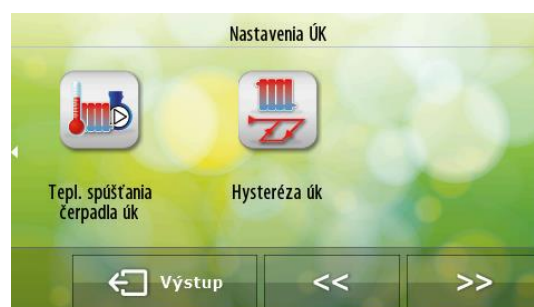 Nastavenia ÚK
Tepl. spúšťania
čerpadla úk
Hysteréza úk
Výstup
<<
>>